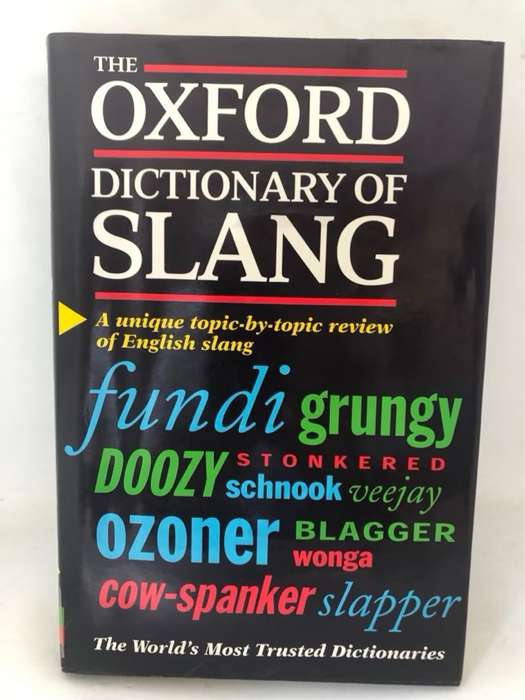 THE
OXFORD
DICTIONARY OF
SLANG
A unique topic-by-topic review
of English slang
fundi grungy
DOOZY STONKERED
schnook veejay
ozoner BLAGGER
wonga
cow-spanker slapper
The World's Most Trusted Dictionaries